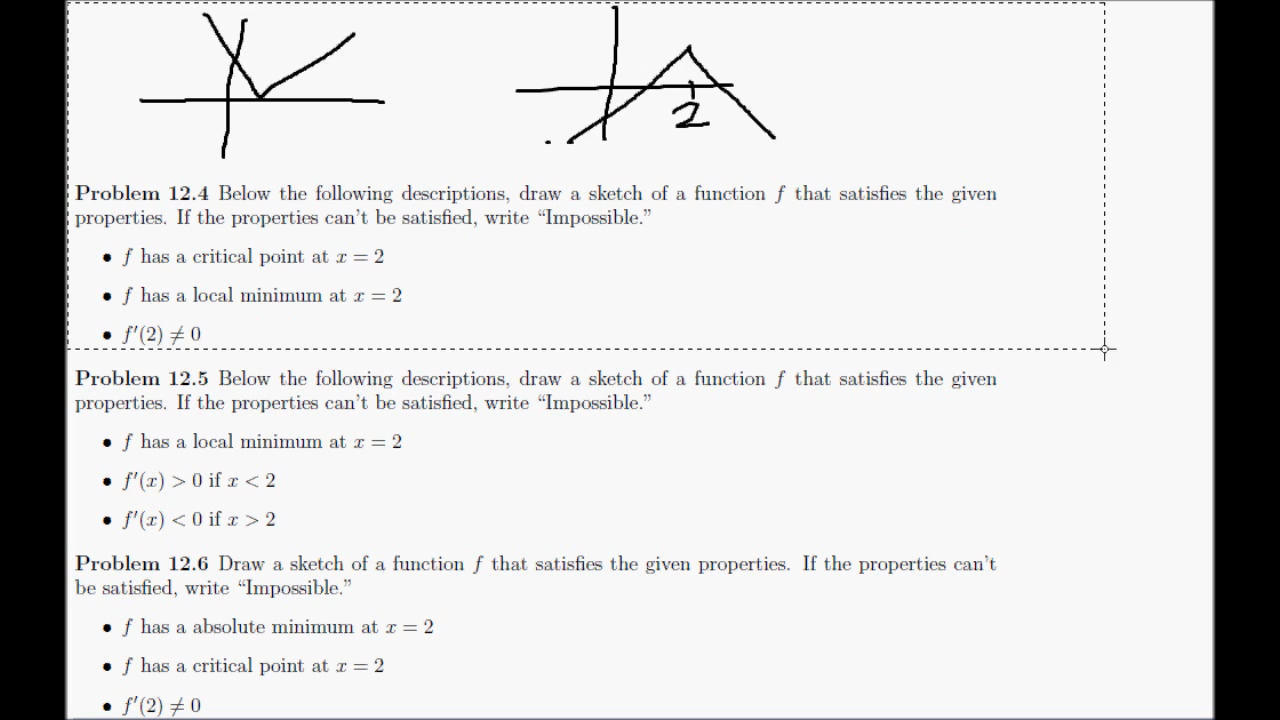 2
Problem 12.4 Below the following descriptions, draw a sketch of a function f that satisfies the given
properties. If the properties can't be satisfied, write “Impossible.”
• f has a critical point at x = 2
• f has a local minimum at x = 2
• f′(2) ≠ 0
Problem 12.5 Below the following descriptions, draw a sketch of a function f that satisfies the given
properties. If the properties can't be satisfied, write “Impossible.”
• f has a local minimum at x = 2
• f′(x) > 0 if x < 2
• f′(x) < 0 if x > 2
Problem 12.6 Draw a sketch of a function f that satisfies the given properties. If the properties can't
be satisfied, write “Impossible.”
• f has a absolute minimum at x = 2
• f has a critical point at x = 2
• f′(2) ≠ 0